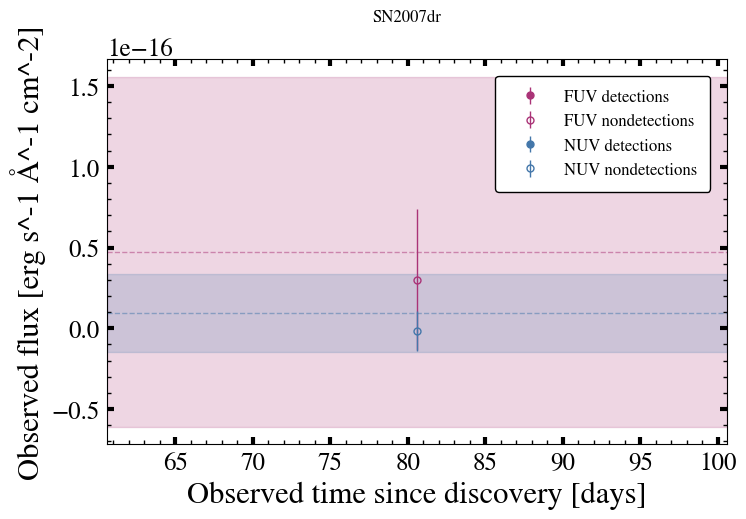 SN2007dr
1e−16
1.5
1.0
0.5
0.0
−0.5
Observed flux [erg s^-1 Å^-1 cm^-2]
FUV detections
FUV nondetections
NUV detections
NUV nondetections
65 70 75 80 85 90 95 100
Observed time since discovery [days]